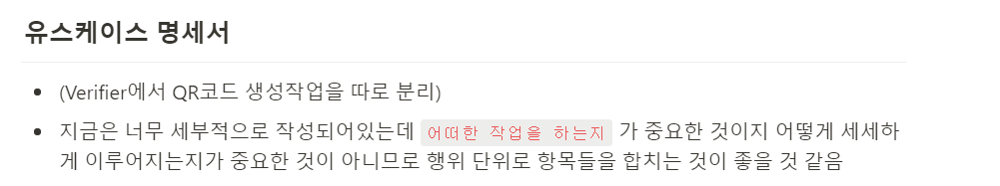 유스케이스 명세서
(Verifier에서 QR코드 생성작업을 따로 분리)
지금은 너무 세부적으로 작성되어있는데 어떠한 작업을 하는지 가 중요한 것이지 어떻게 세세하
게 이루어지는지가 중요한 것이 아니므로 행위 단위로 항목들을 합치는 것이 좋을 것 같음